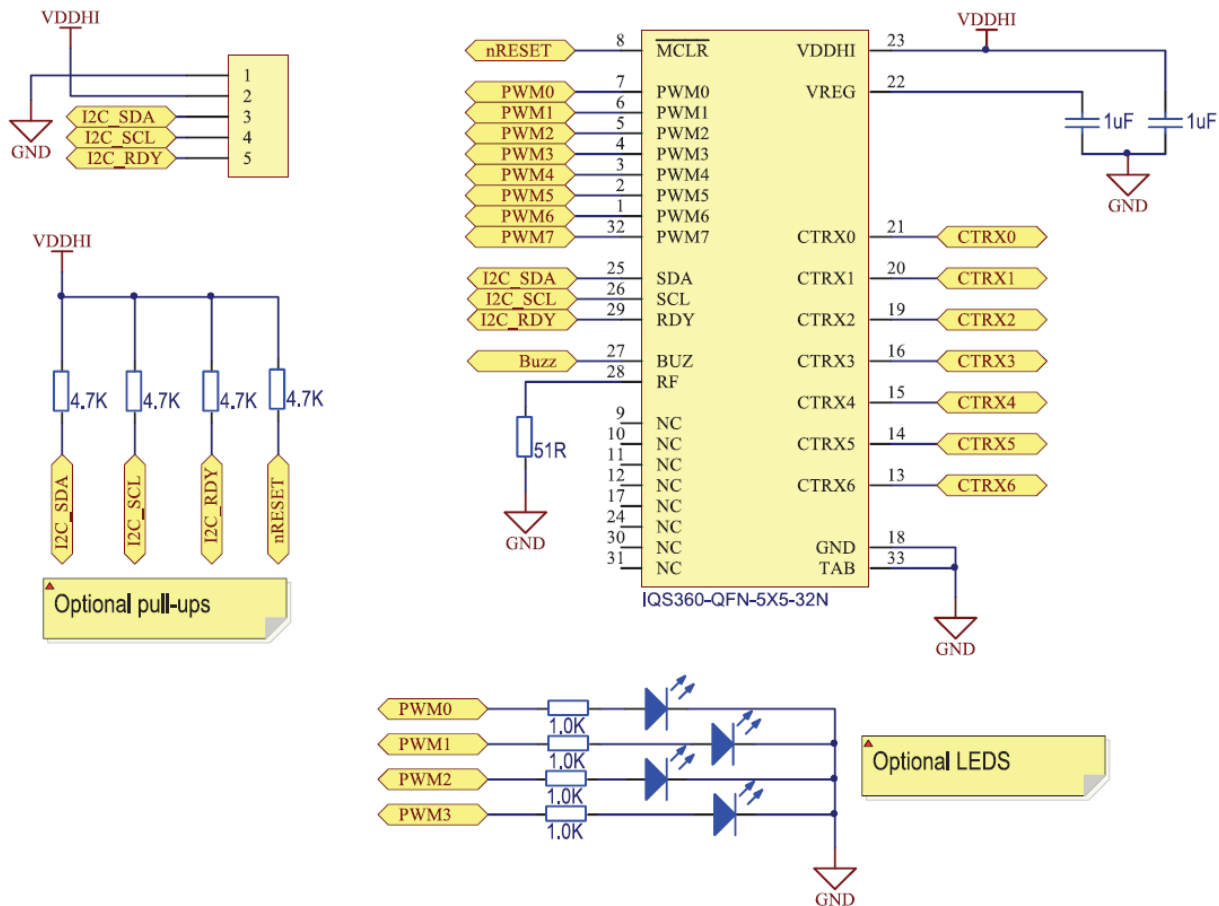 VDDHI
1
2
I2C_SDA 3
I2C_SCL 4
I2C_RDY 5
GND
VDDHI
4.7K 4.7K 4.7K 4.7K
I2C_SDA
I2C_SCL
I2C_RDY
nRESET
Optional pull-ups
nRESET 8 MCLR
PWM0 7 PWM0
PWM1 6 PWM1
PWM2 5 PWM2
PWM3 4 PWM3
PWM4 3 PWM4
PWM5 2 PWM5
PWM6 1 PWM6
PWM7 32 PWM7
I2C_SDA 25 SDA
I2C_SCL 26 SCL
I2C_RDY 29 RDY
Buzz 27 BUZ
28 RF
51R
GND
9 NC
10 NC
11 NC
12 NC
17 NC
24 NC
30 NC
31 NC
VDDHI 23
VREG 22
VDDHI
1uF 1uF
GND
CTRX0 21 CTRX0
CTRX1 20 CTRX1
CTRX2 19 CTRX2
CTRX3 16 CTRX3
CTRX4 15 CTRX4
CTRX5 14 CTRX5
CTRX6 13 CTRX6
GND 18
TAB 33
GND
IQS360-QFN-5X5-32N
PWM0
1.0K
PWM1
1.0K
PWM2
1.0K
PWM3
1.0K
GND
Optional LEDS